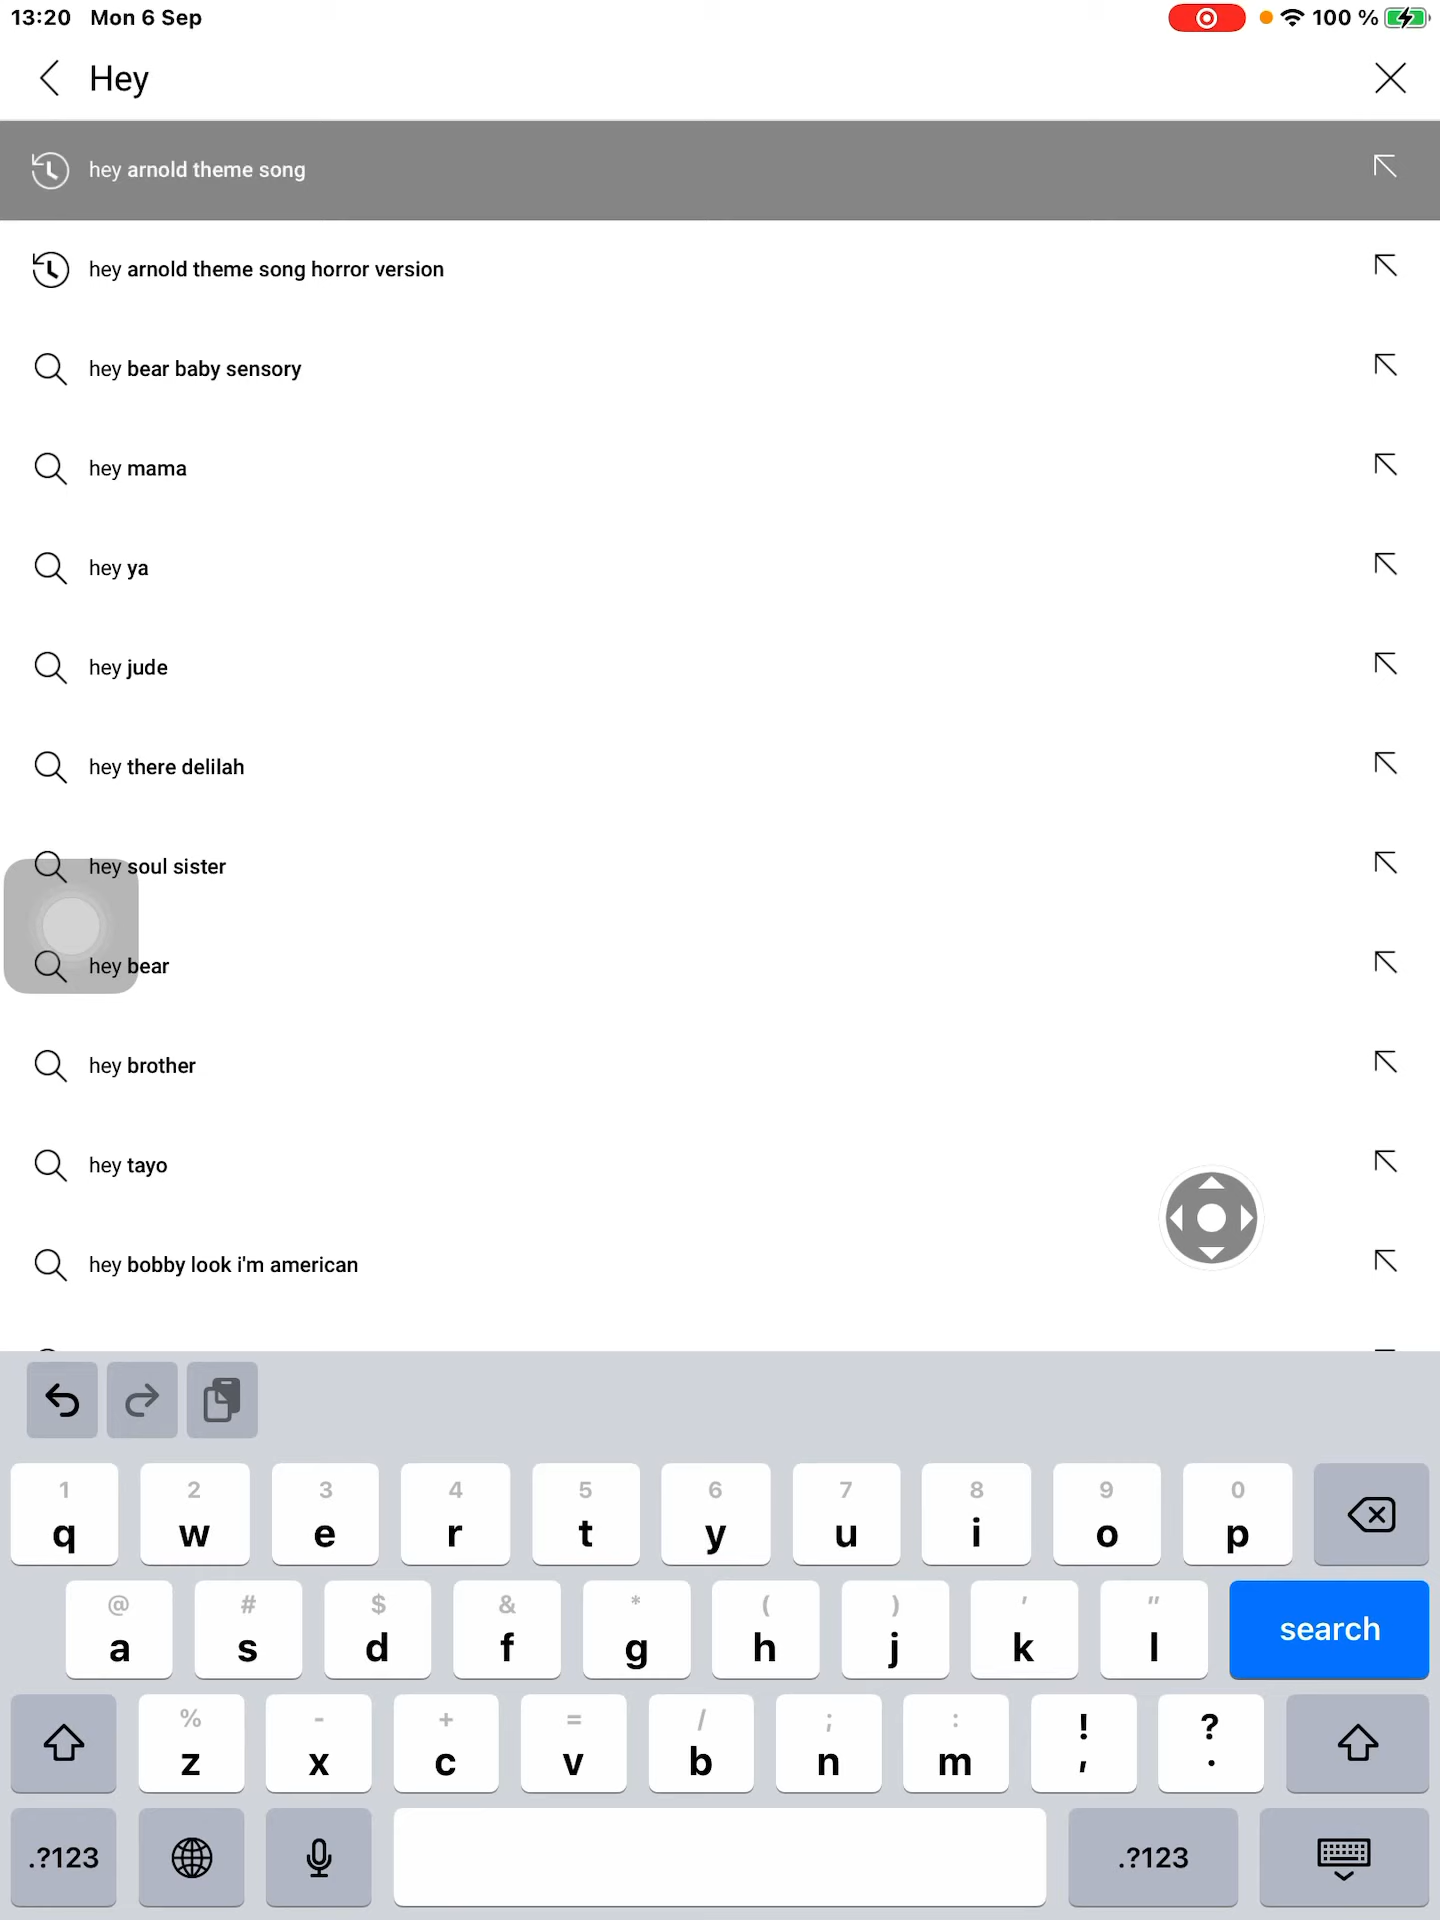 13:20 Mon 6 Sep 100 %
Hey
hey arnold theme song
hey arnold theme song horror version
hey bear baby sensory
hey mama
hey ya
hey jude
hey there delilah
hey soul sister
hey bear
hey brother
hey tayo
hey bobby look i'm american
1 2 3 4 5 6 7 8 9 0
q w e r t y u i o p
@ # $ & * ( ) ' "
a s d f g h j k l search
% - + = / ; : ! ?
z x c v b n m , .
.?123 .?123